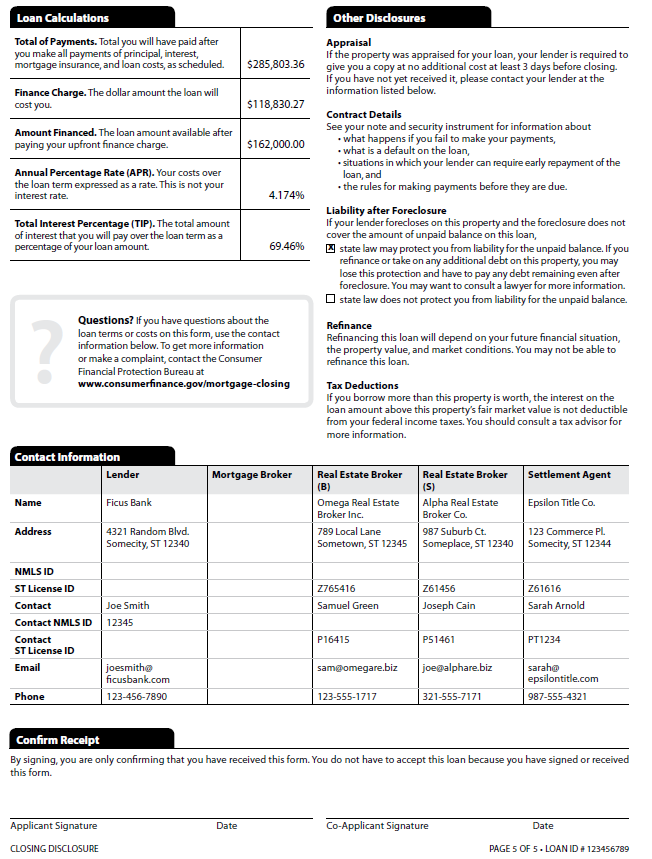 Loan Calculations
Total of Payments. Total you will have paid after
you make all payments of principal, interest,
mortgage insurance, and loan costs, as scheduled.
$285,803.36
Finance Charge. The dollar amount the loan will
cost you.
$118,830.27
Amount Financed. The loan amount available after
paying your upfront finance charge.
$162,000.00
Annual Percentage Rate (APR). Your costs over
the loan term expressed as a rate. This is not your
interest rate.
4.174%
Total Interest Percentage (TIP). The total amount
of interest that you will pay over the loan term as a
percentage of your loan amount.
69.46%
?
Questions? If you have questions about the
loan terms or costs on this form, use the contact
information below. To get more information
or make a complaint, contact the Consumer
Financial Protection Bureau at
www.consumerfinance.gov/mortgage-closing
Other Disclosures
Appraisal
If the property was appraised for your loan, your lender is required to
give you a copy at no additional cost at least 3 days before closing.
If you have not yet received it, please contact your lender at the
information listed below.
Contract Details
See your note and security instrument for information about
• what happens if you fail to make your payments,
• what is a default on the loan,
• situations in which your lender can require early repayment of the
loan, and
• the rules for making payments before they are due.
Liability after Foreclosure
If your lender forecloses on this property and the foreclosure does not
cover the amount of unpaid balance on this loan,
x state law may protect you from liability for the unpaid balance. If you
refinance or take on any additional debt on this property, you may
lose this protection and have to pay any debt remaining even after
foreclosure. You may want to consult a lawyer for more information.
state law does not protect you from liability for the unpaid balance.
Refinance
Refinancing this loan will depend on your future financial situation,
the property value, and market conditions. You may not be able to
refinance this loan.
Tax Deductions
If you borrow more than this property is worth, the interest on the
loan amount above this property's fair market value is not deductible
from your federal income taxes. You should consult a tax advisor for
more information.
Contact Information
Lender Mortgage Broker Real Estate Broker Real Estate Broker Settlement Agent
(B) (S)
Name Ficus Bank Omega Real Estate Alpha Real Estate Epsilon Title Co.
Broker Inc. Broker Co.
Address 4321 Random Blvd. 789 Local Lane 987 Suburb Ct. 123 Commerce Pl.
Somecity, ST 12340 Sometown, ST 12345 Someplace, ST 12340 Somecity, ST 12344
NMLS ID
ST License ID Z765416 Z61456 Z61616
Contact Joe Smith Samuel Green Joseph Cain Sarah Arnold
Contact NMLS ID 12345
Contact P16415 P51461 PT1234
ST License ID
Email joesmith@ sam@omegare.biz joe@alphare.biz sarah@
ficusbank.com epsilontitle.com
Phone 123-456-7890 123-555-1717 321-555-7171 987-555-4321
Confirm Receipt
By signing, you are only confirming that you have received this form. You do not have to accept this loan because you have signed or received
this form.
Applicant Signature Date Co-Applicant Signature Date
CLOSING DISCLOSURE PAGE 5 OF 5 • LOAN ID # 123456789